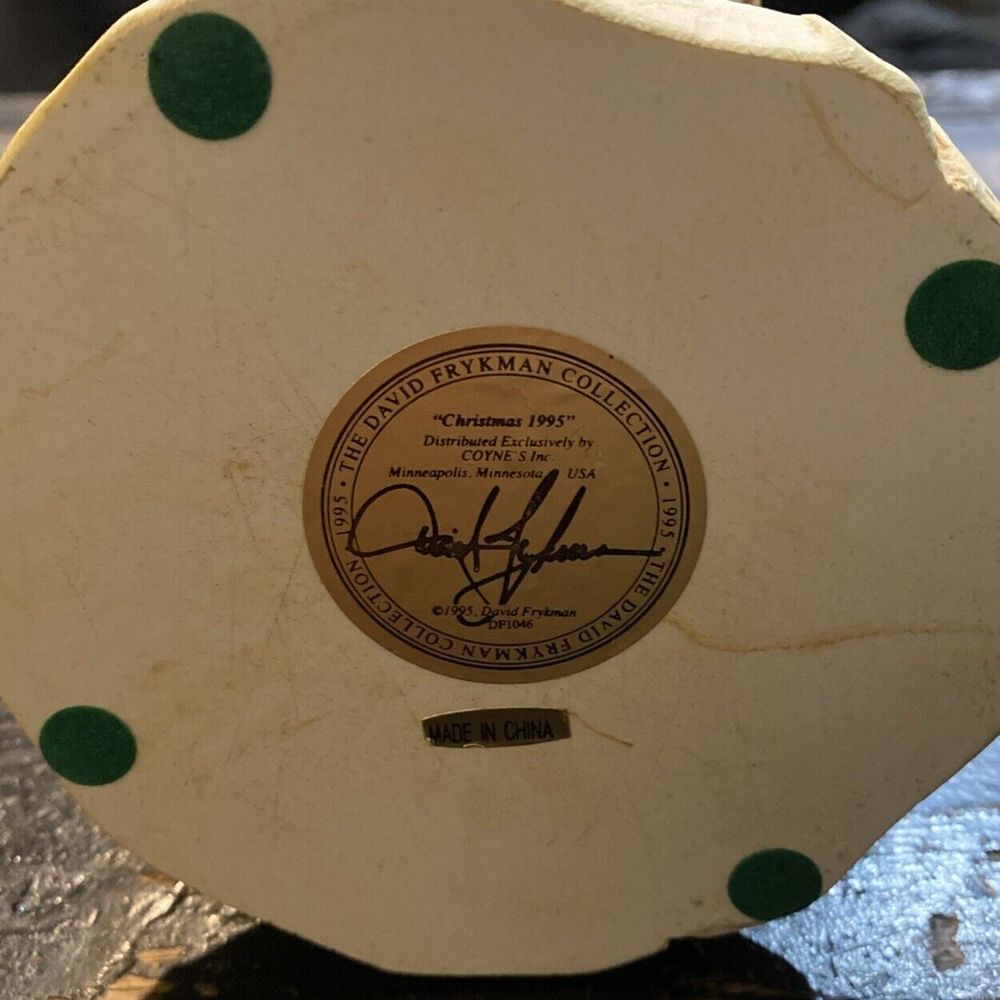 THE DAVID FRYKMAN COLLECTION · 1995 ·
THE DAVID FRYKMAN COLLECTION · 1995 ·
"Christmas 1995"
Distributed Exclusively by
COYNE'S Inc.
Minneapolis, Minnesota USA
David Frykman
©1995, David Frykman
DF1046
MADE IN CHINA